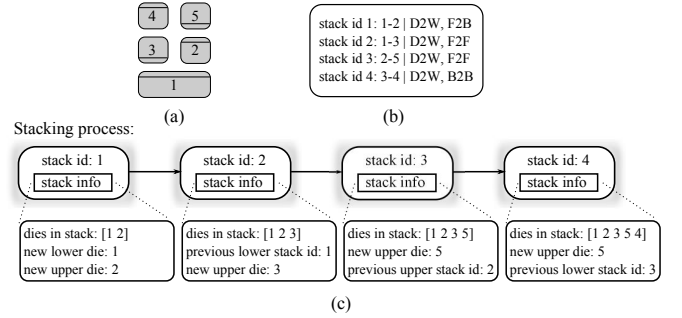 4 5
3 2
1
(a)
stack id 1: 1-2 | D2W, F2B
stack id 2: 1-3 | D2W, F2F
stack id 3: 2-5 | D2W, F2F
stack id 4: 3-4 | D2W, B2B
(b)
Stacking process:
stack id: 1
stack info
stack id: 2
stack info
stack id: 3
stack info
stack id: 4
stack info
dies in stack: [1 2]
new lower die: 1
new upper die: 2
dies in stack: [1 2 3]
previous lower stack id: 1
new upper die: 3
dies in stack: [1 2 3 5]
new upper die: 5
previous upper stack id: 2
dies in stack: [1 2 3 5 4]
new upper die: 5
previous lower stack id: 3
(c)